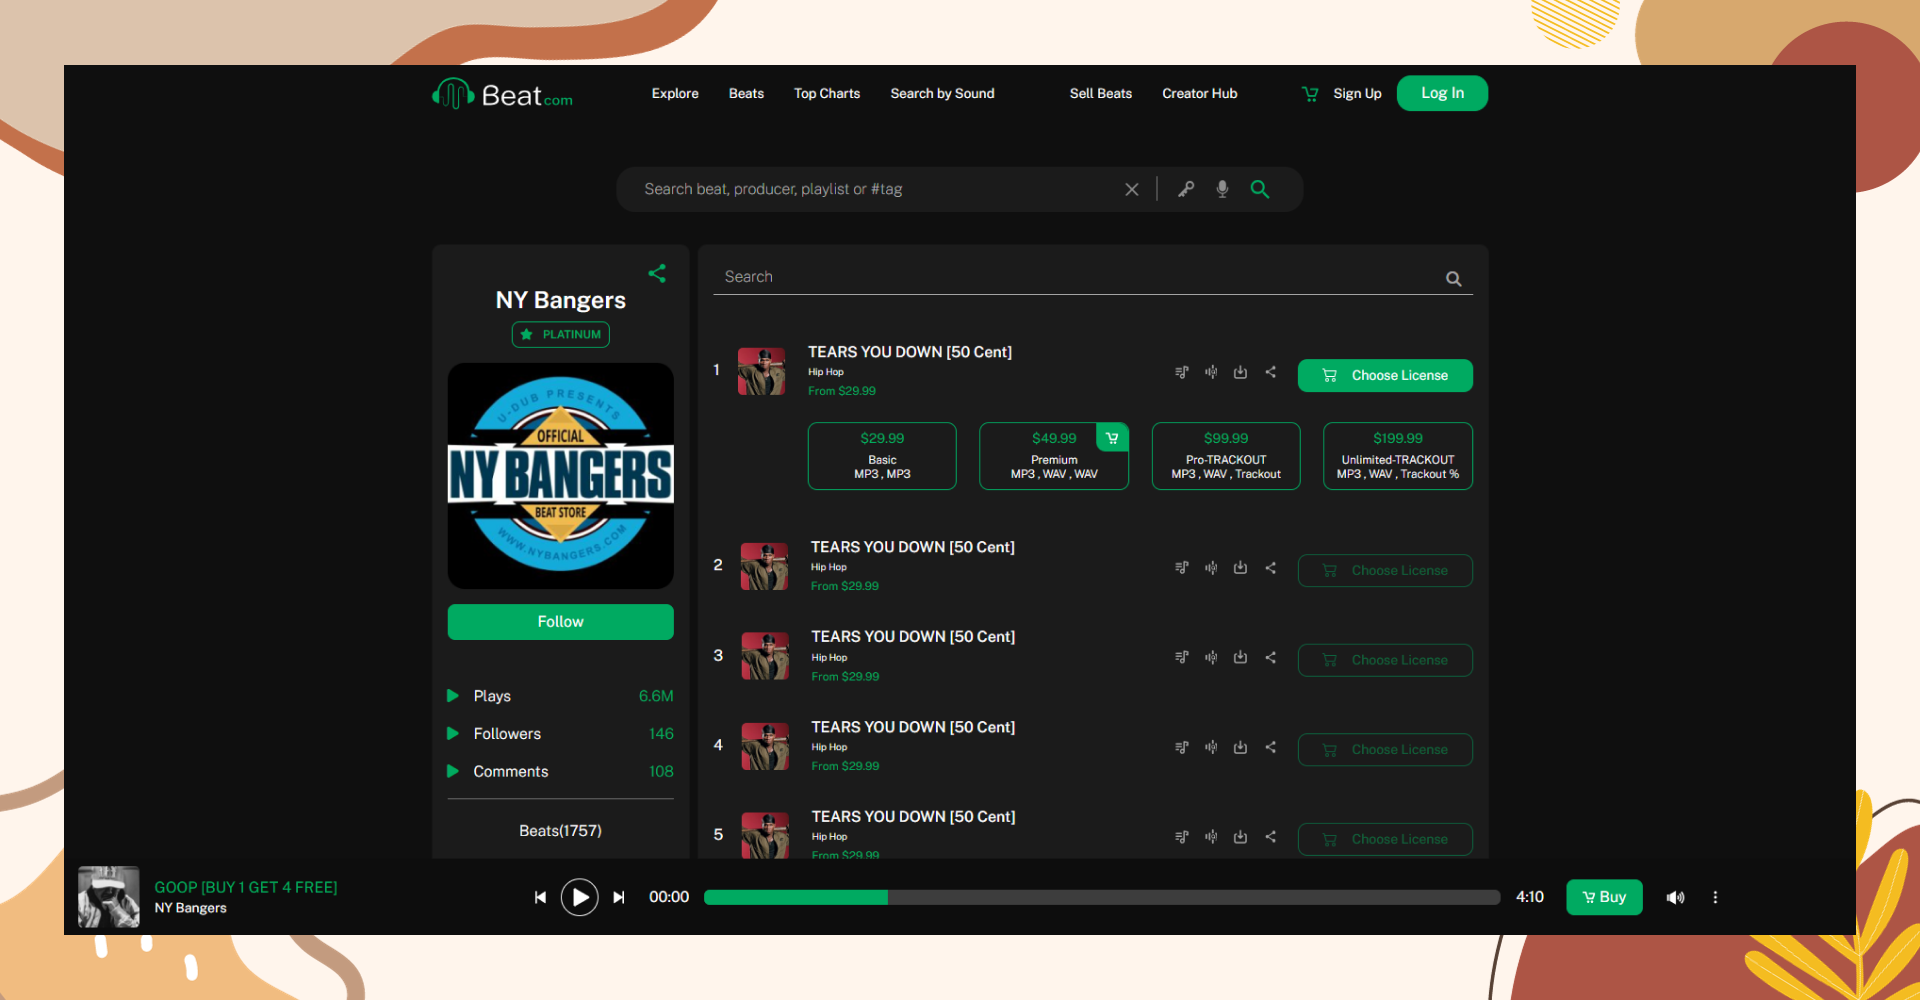 Beat.com
Explore
Beats
Top Charts
Search by Sound
Sell Beats
Creator Hub
Sign Up
Log In
Search beat, producer, playlist or #tag
NY Bangers
PLATINUM
U-DUB PRESENTS
OFFICIAL
NY BANGERS
BEAT STORE
WWW.NYBANGERS.COM
Follow
Plays 6.6M
Followers 146
Comments 108
Beats(1757)
Search
1
TEARS YOU DOWN [50 Cent]
Hip Hop
From $29.99
Choose License
$29.99
Basic
MP3 , MP3
$49.99
Premium
MP3 , WAV , WAV
$99.99
Pro-TRACKOUT
MP3 , WAV , Trackout
$199.99
Unlimited-TRACKOUT
MP3 , WAV , Trackout %
2
TEARS YOU DOWN [50 Cent]
Hip Hop
From $29.99
Choose License
3
TEARS YOU DOWN [50 Cent]
Hip Hop
From $29.99
Choose License
4
TEARS YOU DOWN [50 Cent]
Hip Hop
From $29.99
Choose License
5
TEARS YOU DOWN [50 Cent]
Hip Hop
From $29.99
Choose License
GOOP [BUY 1 GET 4 FREE]
NY Bangers
00:00
4:10
Buy